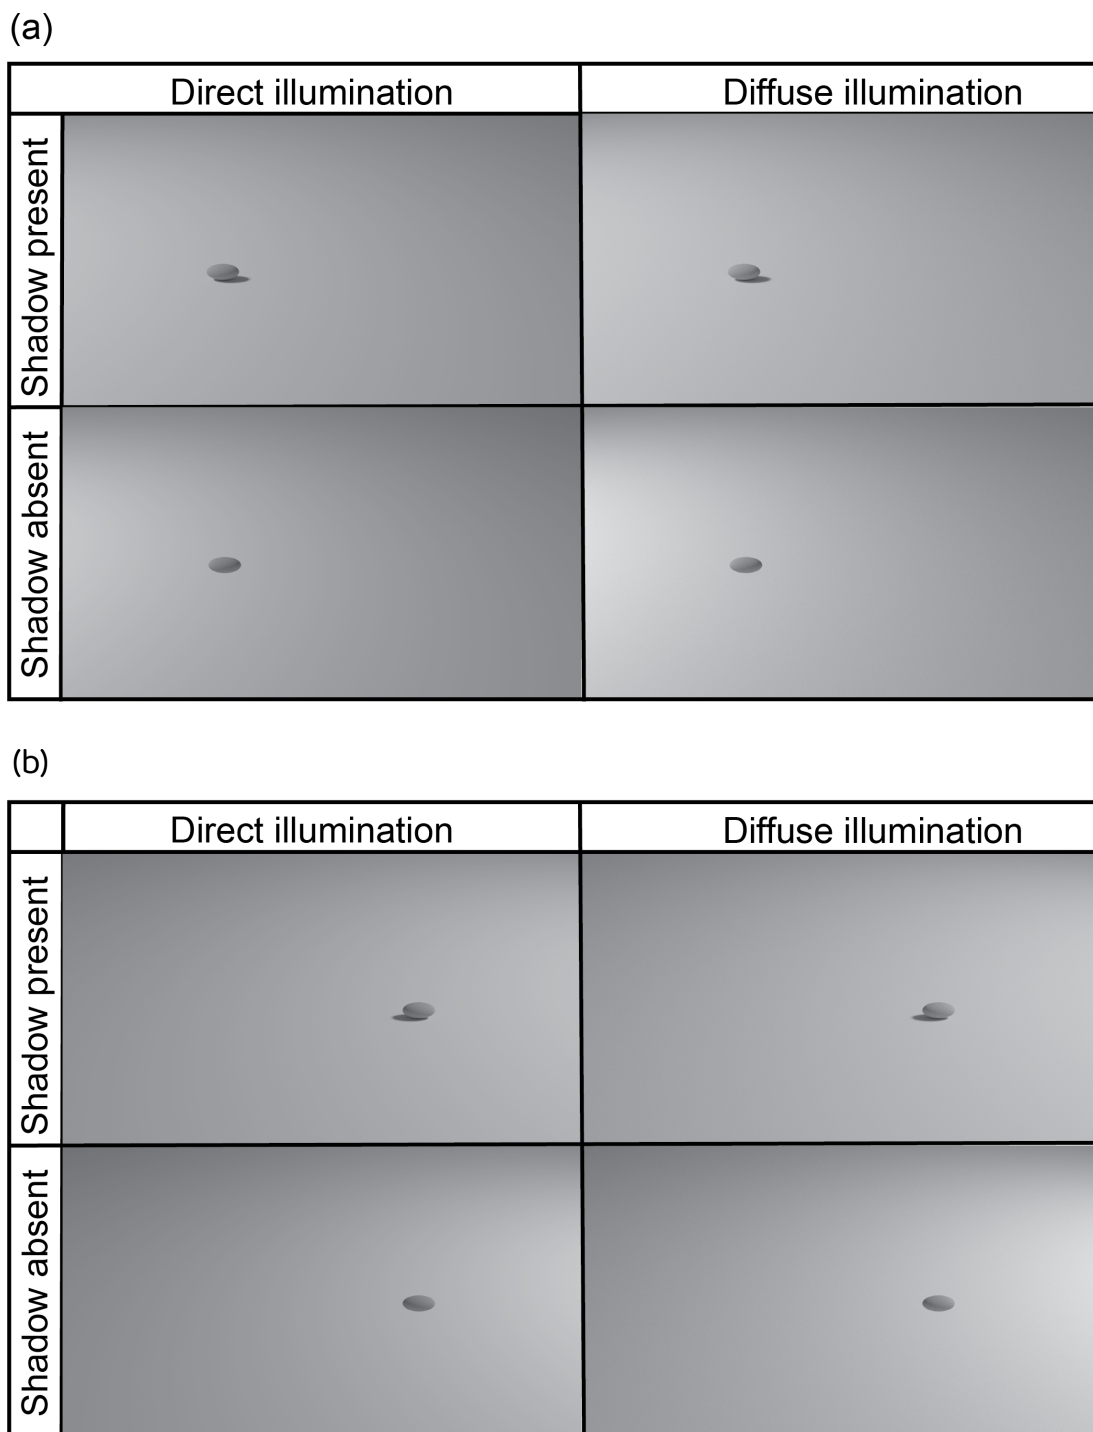 (a)
Direct illumination
Diffuse illumination
Shadow present
Shadow absent
(b)
Direct illumination
Diffuse illumination
Shadow present
Shadow absent